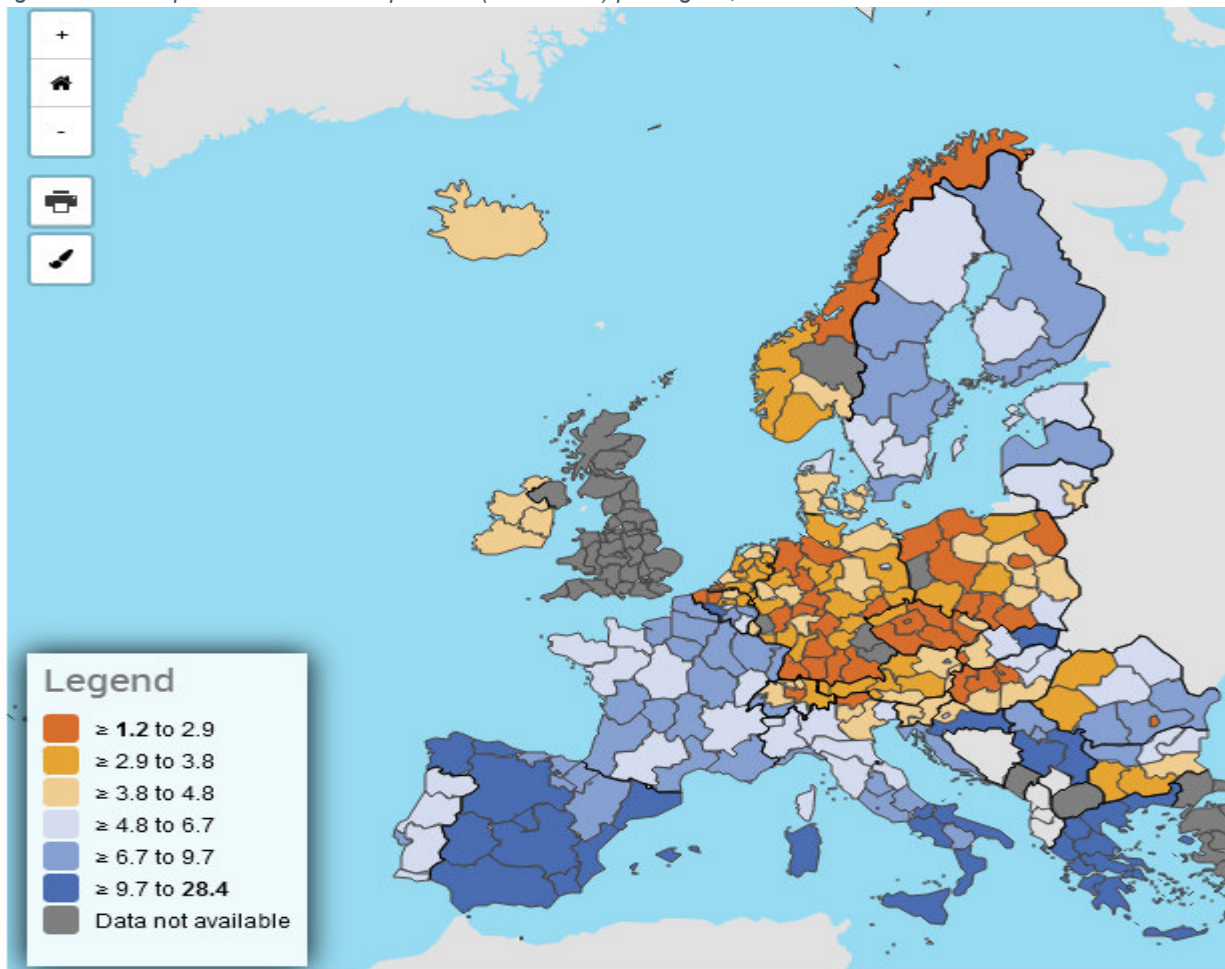 +
-
Legend
≥ 1.2 to 2.9
≥ 2.9 to 3.8
≥ 3.8 to 4.8
≥ 4.8 to 6.7
≥ 6.7 to 9.7
≥ 9.7 to 28.4
Data not available